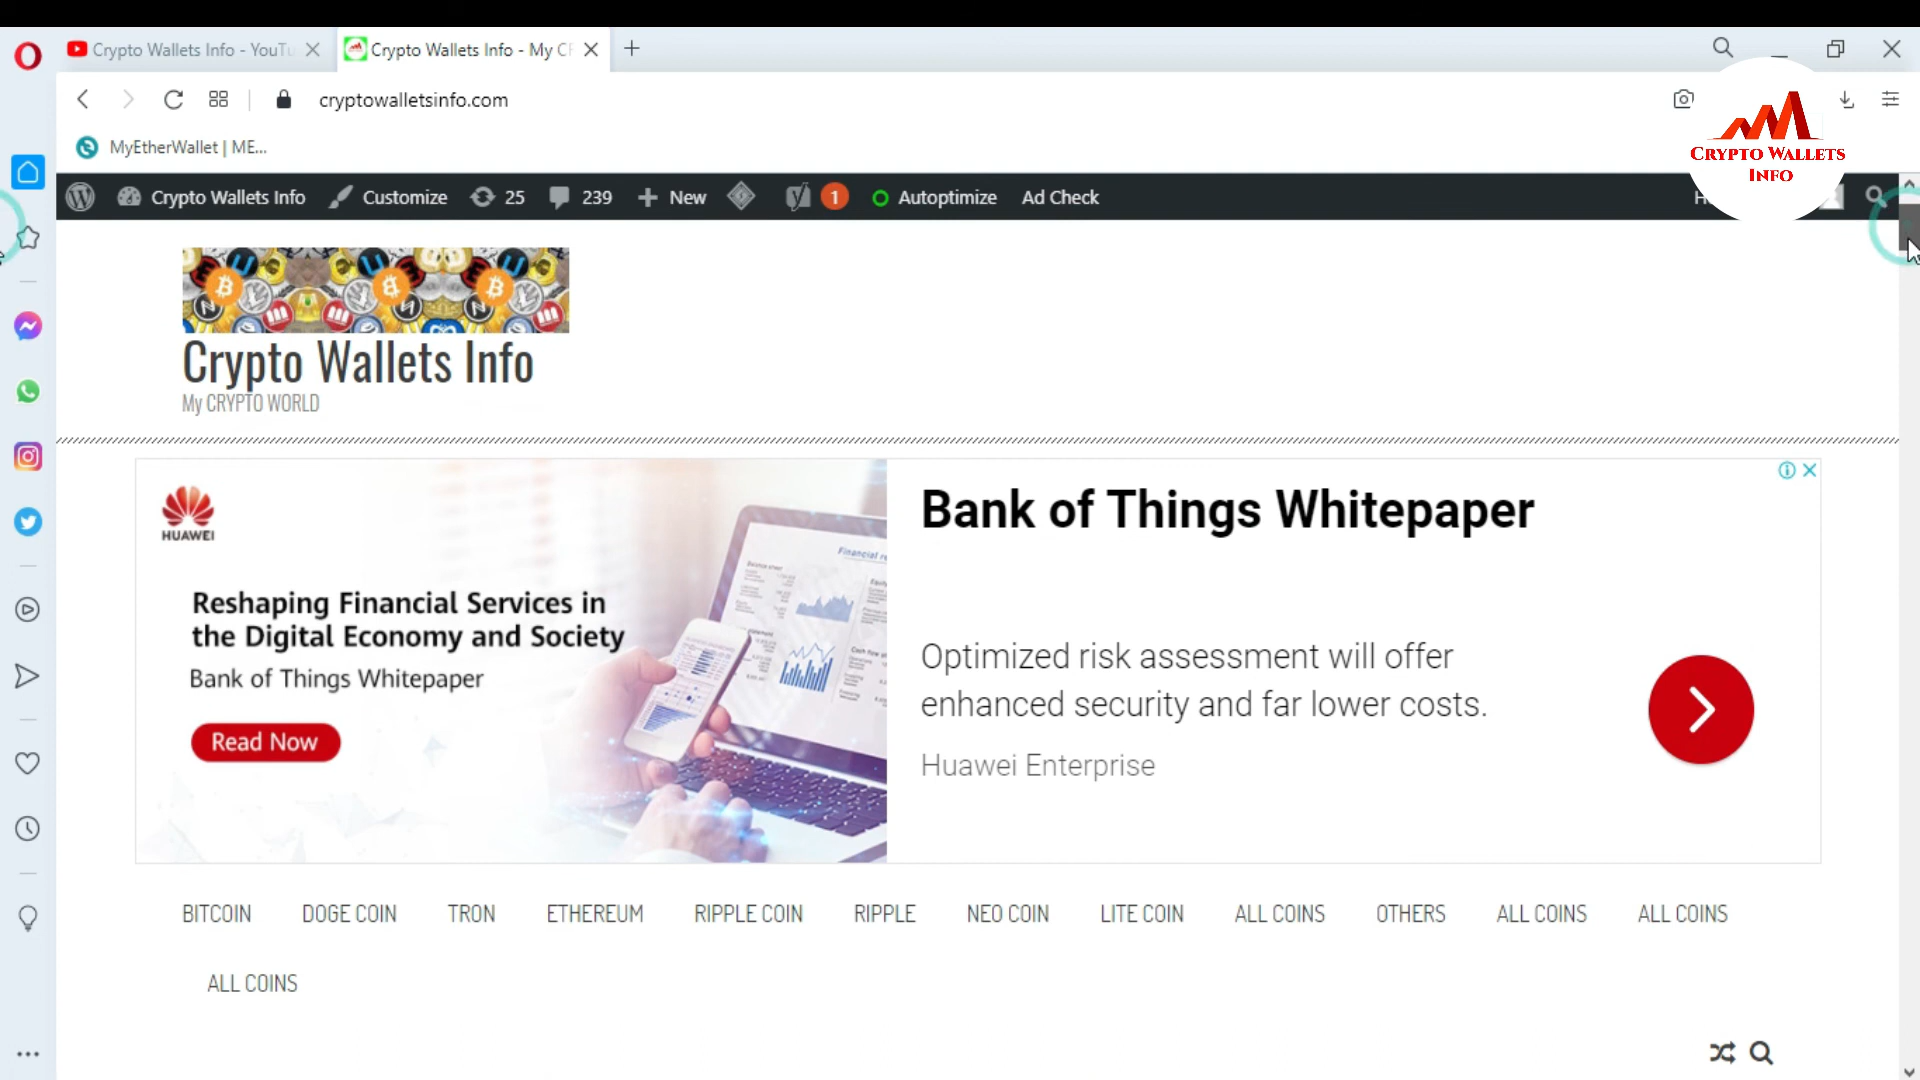 Crypto Wallets Info - YouTu
Crypto Wallets Info - My C
cryptowalletsinfo.com
MyEtherWallet | ME...
CRYPTO WALLETS
INFO
Crypto Wallets Info
Customize
25
239
New
1
Autoptimize
Ad Check
Crypto Wallets Info
My CRYPTO WORLD
HUAWEI
Reshaping Financial Services in
the Digital Economy and Society
Bank of Things Whitepaper
Read Now
Bank of Things Whitepaper
Optimized risk assessment will offer
enhanced security and far lower costs.
Huawei Enterprise
BITCOIN DOGE COIN TRON ETHEREUM RIPPLE COIN RIPPLE NEO COIN LITE COIN ALL COINS OTHERS ALL COINS ALL COINS
ALL COINS